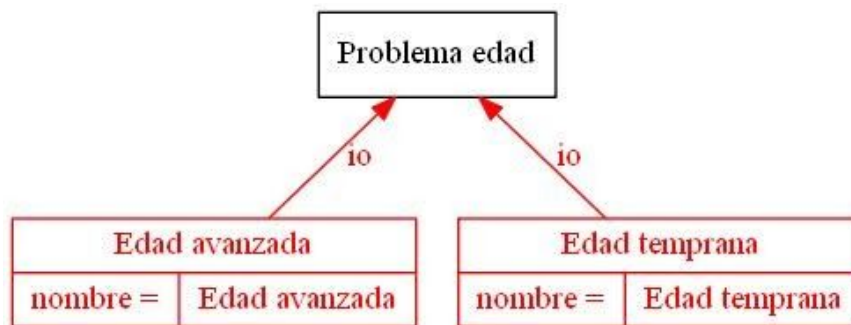 Problema edad
io
io
Edad avanzada
Edad temprana
nombre = Edad avanzada
nombre = Edad temprana